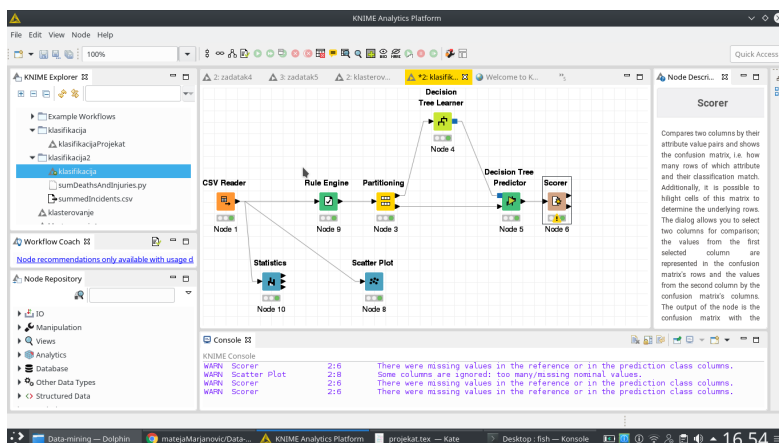 KNIME Analytics Platform
File Edit View Node Help
100%
Quick Access
KNIME Explorer
Example Workflows
klasifikacija
klasifikacijaProjekat
klasifikacija2
klasifikacija
sumDeathsAndInjuries.py
summedIncidents.csv
klasterovanje
Workflow Coach
Node recommendations only available with usage d
Node Repository
IO
Manipulation
Views
Analytics
Database
Other Data Types
Structured Data
2: zadatak4 3: zadatak5 2: klasterov... *2: klasifik... Welcome to K...
Decision
Tree Learner
Node 4
CSV Reader
Node 1
Rule Engine
Node 9
Partitioning
Node 3
Decision Tree
Predictor
Node 5
Scorer
Node 6
Statistics
Node 10
Scatter Plot
Node 8
Console
KNIME Console
WARN Scorer 2:6 There were missing values in the reference or in the prediction class columns.
WARN Scatter Plot 2:8 Some columns are ignored: too many/missing nominal values.
WARN Scorer 2:6 There were missing values in the reference or in the prediction class columns.
WARN Scorer 2:6 There were missing values in the reference or in the prediction class columns.
Node Descri...
Scorer
Compares two columns by their
attribute value pairs and shows
the confusion matrix, i.e. how
many rows of which attribute
and their classification match.
Additionally, it is possible to
hilight cells of this matrix to
determine the underlying rows.
The dialog allows you to select
two columns for comparison;
the values from the first
selected column are
represented in the confusion
matrix's rows and the values
from the second column by the
confusion matrix's columns.
The output of the node is the
confusion matrix with the
Data-mining — Dolphin
matejaMarjanovic/Data-...
KNIME Analytics Platform
projekat.tex — Kate
Desktop : fish — Konsole
16 54